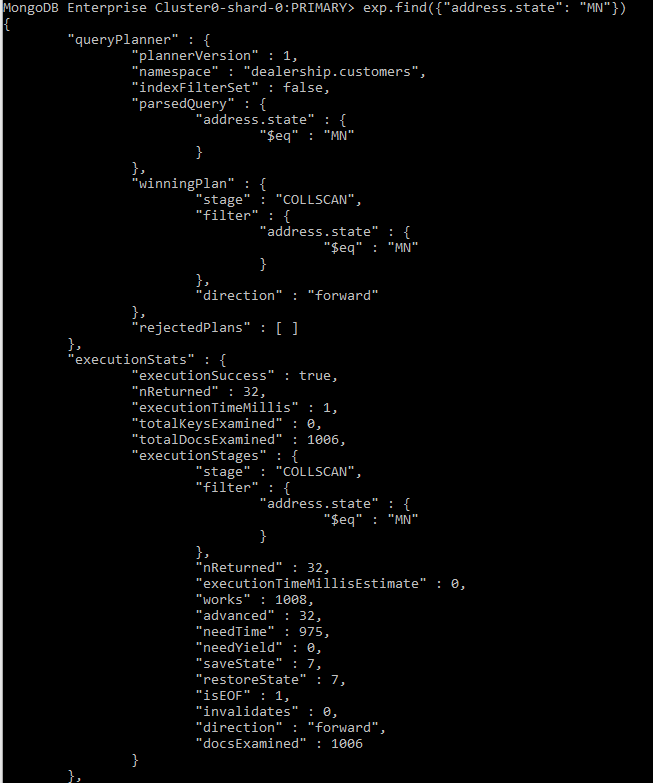 MongoDB Enterprise Cluster0-shard-0:PRIMARY> exp.find({"address.state": "MN"})
{
"queryPlanner" : {
"plannerVersion" : 1,
"namespace" : "dealership.customers",
"indexFilterSet" : false,
"parsedQuery" : {
"address.state" : {
"$eq" : "MN"
}
},
"winningPlan" : {
"stage" : "COLLSCAN",
"filter" : {
"address.state" : {
"$eq" : "MN"
}
},
"direction" : "forward"
},
"rejectedPlans" : [ ]
},
"executionStats" : {
"executionSuccess" : true,
"nReturned" : 32,
"executionTimeMillis" : 1,
"totalKeysExamined" : 0,
"totalDocsExamined" : 1006,
"executionStages" : {
"stage" : "COLLSCAN",
"filter" : {
"address.state" : {
"$eq" : "MN"
}
},
"nReturned" : 32,
"executionTimeMillisEstimate" : 0,
"works" : 1008,
"advanced" : 32,
"needTime" : 975,
"needYield" : 0,
"saveState" : 7,
"restoreState" : 7,
"isEOF" : 1,
"invalidates" : 0,
"direction" : "forward",
"docsExamined" : 1006
}
},